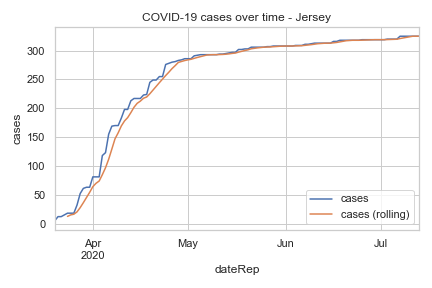 COVID-19 cases over time - Jersey
cases
300
250
200
150
100
50
0
cases
cases (rolling)
Apr
2020
May
Jun
Jul
dateRep